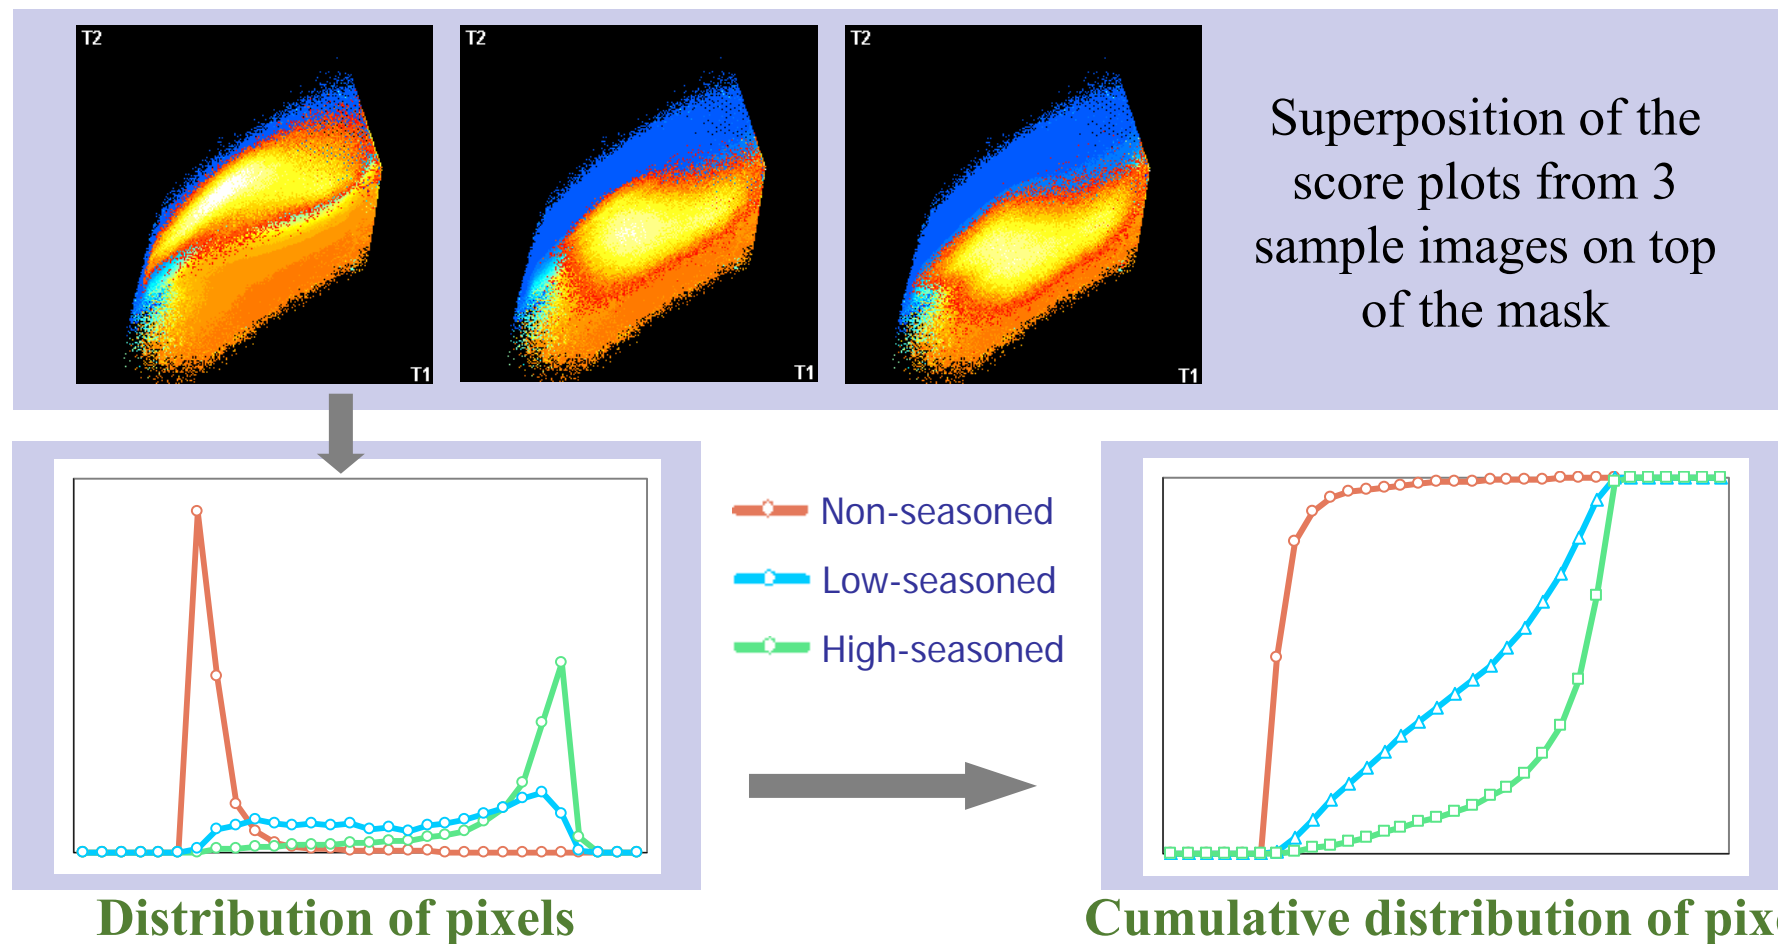 T2
T1
T2
T1
T2
T1
Superposition of the
score plots from 3
sample images on top
of the mask
Non-seasoned
Low-seasoned
High-seasoned
Distribution of pixels
Cumulative distribution of